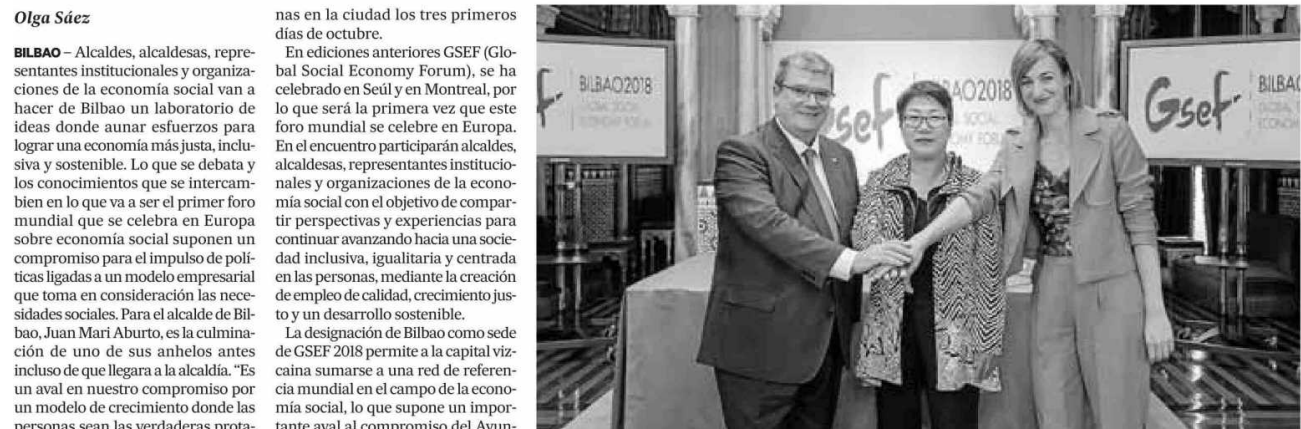 Olga Sáez
BILBAO – Alcaldes, alcaldesas, repre-
sentantes institucionales y organiza-
ciones de la economía social van a
hacer de Bilbao un laboratorio de
ideas donde aunar esfuerzos para
lograr una economía más justa, inclu-
siva y sostenible. Lo que se debata y
los conocimientos que se intercam-
bien en lo que va a ser el primer foro
mundial que se celebra en Europa
sobre economía social suponen un
compromiso para el impulso de polí-
ticas ligadas a un modelo empresarial
que toma en consideración las nece-
sidades sociales. Para el alcalde de Bil-
bao, Juan Mari Aburto, es la culmina-
ción de uno de sus anhelos antes
incluso de que llegara a la alcaldía. “Es
un aval en nuestro compromiso por
un modelo de crecimiento donde las
personas sean las verdaderas prota-
nas en la ciudad los tres primeros
días de octubre.
En ediciones anteriores GSEF (Glo-
bal Social Economy Forum), se ha
celebrado en Seúl y en Montreal, por
lo que será la primera vez que este
foro mundial se celebre en Europa.
En el encuentro participarán alcaldes,
alcaldesas, representantes institucio-
nales y organizaciones de la econo-
mía social con el objetivo de compar-
tir perspectivas y experiencias para
continuar avanzando hacia una socie-
dad inclusiva, igualitaria y centrada
en las personas, mediante la creación
de empleo de calidad, crecimiento jus-
to y un desarrollo sostenible.
La designación de Bilbao como sede
de GSEF 2018 permite a la capital viz-
caina sumarse a una red de referen-
cia mundial en el campo de la econo-
mía social, lo que supone un impor-
tante aval al compromiso del Ayun-
BILBAO2018
GLOBAL SOCIAL
ECONOMY FORUM
Gsef
BAO2018
SOCIAL
OMY FORUM
Gsef
BILBAO
GLOBAL
ECONOM